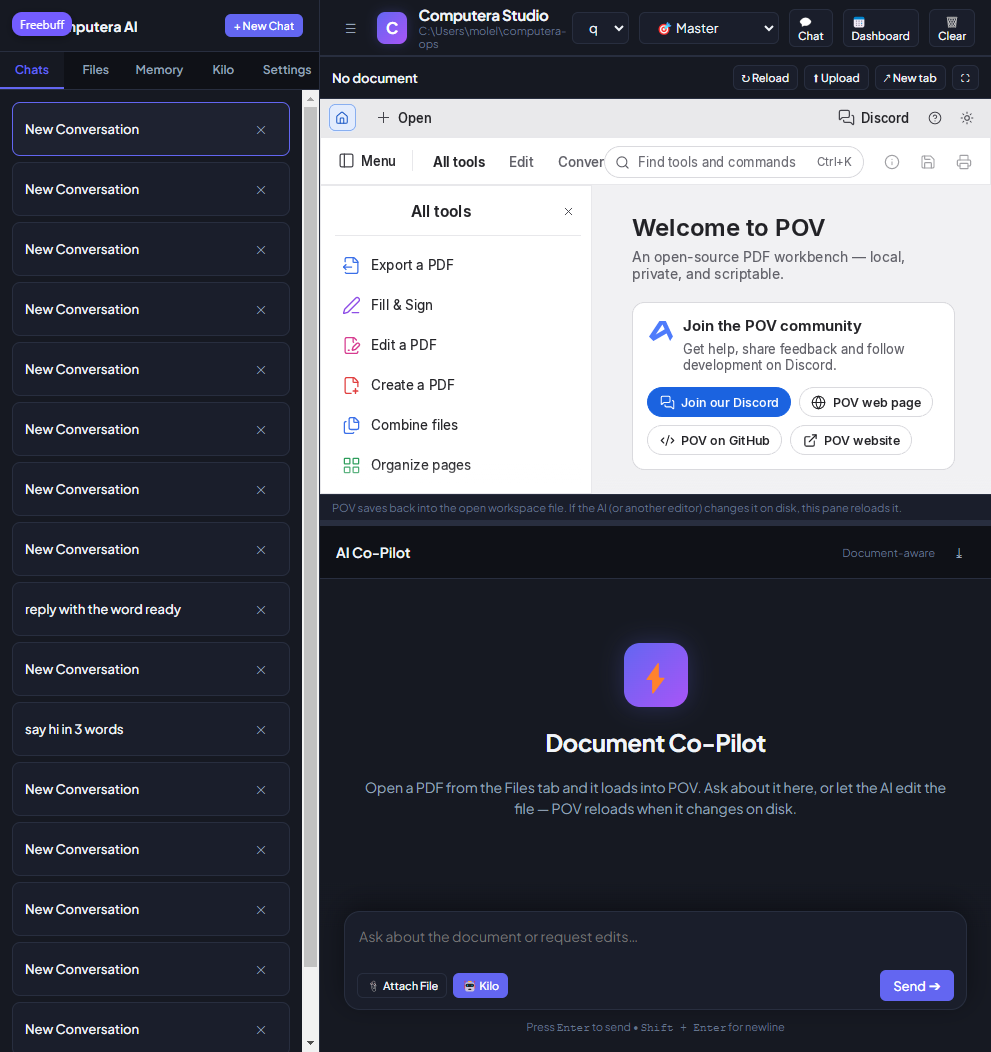 Freebuff
mputera AI
+ New Chat
Chats
Files
Memory
Kilo
Settings
New Conversation
New Conversation
New Conversation
New Conversation
New Conversation
New Conversation
New Conversation
New Conversation
reply with the word ready
New Conversation
say hi in 3 words
New Conversation
New Conversation
New Conversation
New Conversation
New Conversation
C
Computera Studio
C:\Users\molel\computera-
ops
q
Master
Chat
Dashboard
Clear
No document
Reload
Upload
New tab
Open
Discord
Menu
All tools
Edit
Conver
Find tools and commands
Ctrl+K
All tools
Export a PDF
Fill & Sign
Edit a PDF
Create a PDF
Combine files
Organize pages
Welcome to POV
An open-source PDF workbench — local,
private, and scriptable.
Join the POV community
Get help, share feedback and follow
development on Discord.
Join our Discord
POV web page
POV on GitHub
POV website
POV saves back into the open workspace file. If the AI (or another editor) changes it on disk, this pane reloads it.
AI Co-Pilot
Document-aware
Document Co-Pilot
Open a PDF from the Files tab and it loads into POV. Ask about it here, or let the AI edit the
file — POV reloads when it changes on disk.
Ask about the document or request edits...
Attach File
Kilo
Send ➔
Press Enter to send • Shift + Enter for newline